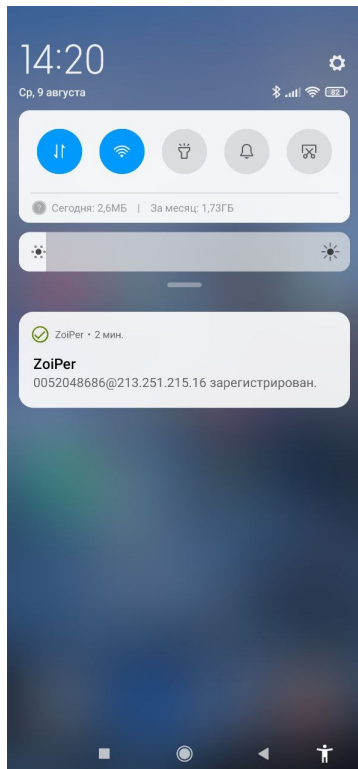 14:20
Ср, 9 августа
82
Сегодня: 2,6МБ | За месяц: 1,73ГБ
ZoiPer • 2 мин.
ZoiPer
0052048686@213.251.215.16 зарегистрирован.